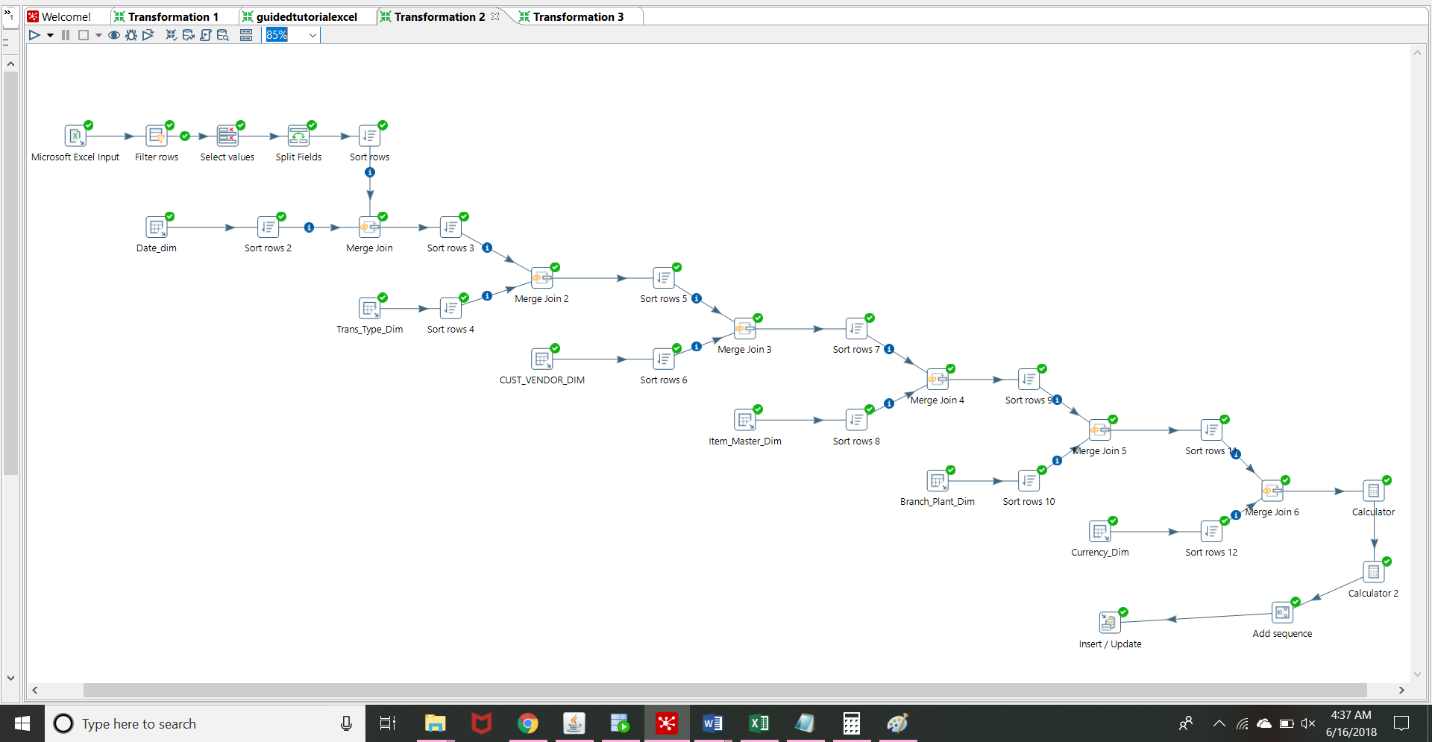 »
1
Welcome!
Transformation 1
guidedtutorialexcel
Transformation 2
Transformation 3
85%
Microsoft Excel Input
Filter rows
Select values
Split Fields
Sort rows
Date_dim
Sort rows 2
Merge Join
Sort rows 3
Merge Join 2
Sort rows 5
Trans_Type_Dim
Sort rows 4
Merge Join 3
Sort rows 7
CUST_VENDOR_DIM
Sort rows 6
Merge Join 4
Sort rows 9
Item_Master_Dim
Sort rows 8
Merge Join 5
Sort rows 11
Branch_Plant_Dim
Sort rows 10
Merge Join 6
Calculator
Currency_Dim
Sort rows 12
Calculator 2
Add sequence
Insert / Update
Type here to search
4:37 AM
6/16/2018